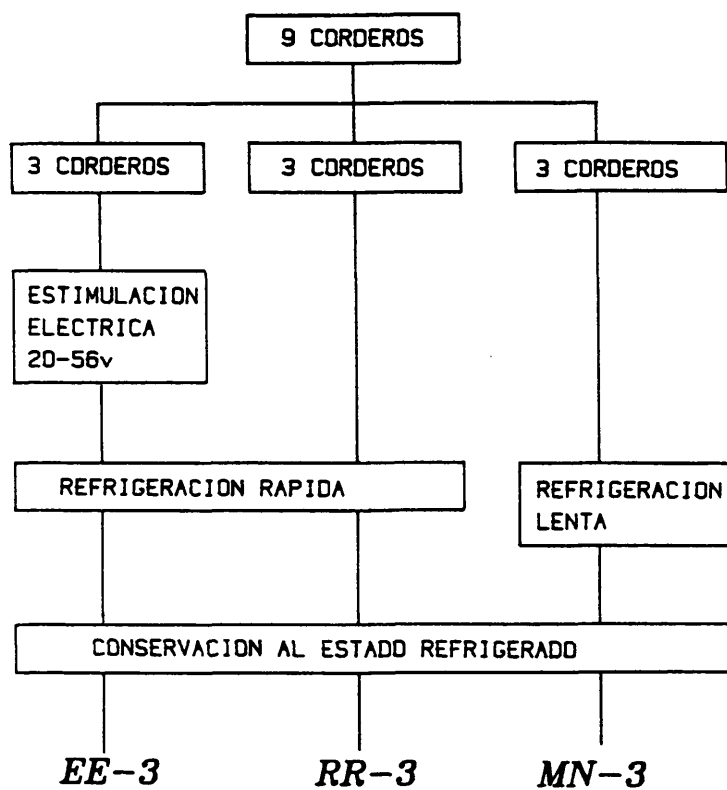 9 CORDEROS
3 CORDEROS
3 CORDEROS
3 CORDEROS
ESTIMULACION
ELECTRICA
20-56v
REFRIGERACION RAPIDA
REFRIGERACION
LENTA
CONSERVACION AL ESTADO REFRIGERADO
EE-3
RR-3
MN-3